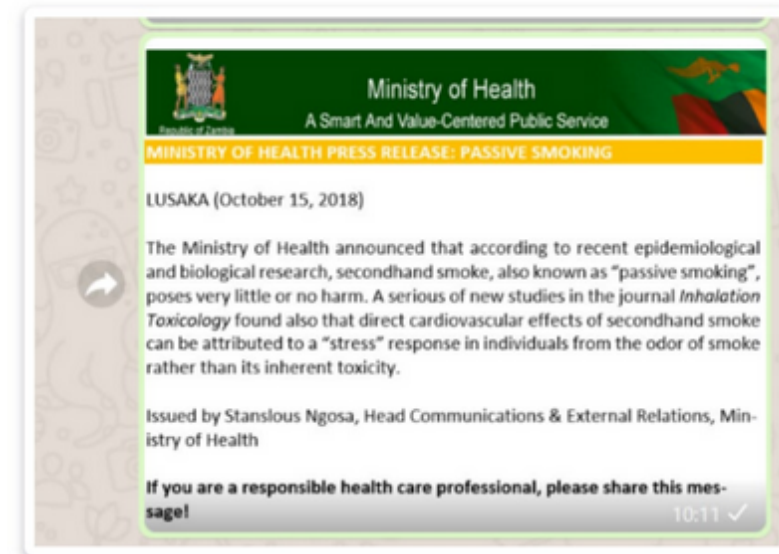 Ministry of Health
A Smart And Value-Centered Public Service
Republic of Zambia
MINISTRY OF HEALTH PRESS RELEASE: PASSIVE SMOKING
LUSAKA (October 15, 2018)
The Ministry of Health announced that according to recent epidemiological
and biological research, secondhand smoke, also known as “passive smoking”,
poses very little or no harm. A serious of new studies in the journal Inhalation
Toxicology found also that direct cardiovascular effects of secondhand smoke
can be attributed to a “stress” response in individuals from the odor of smoke
rather than its inherent toxicity.
Issued by Stanslous Ngosa, Head Communications & External Relations, Min-
istry of Health
If you are a responsible health care professional, please share this mes-
sage!
10:11